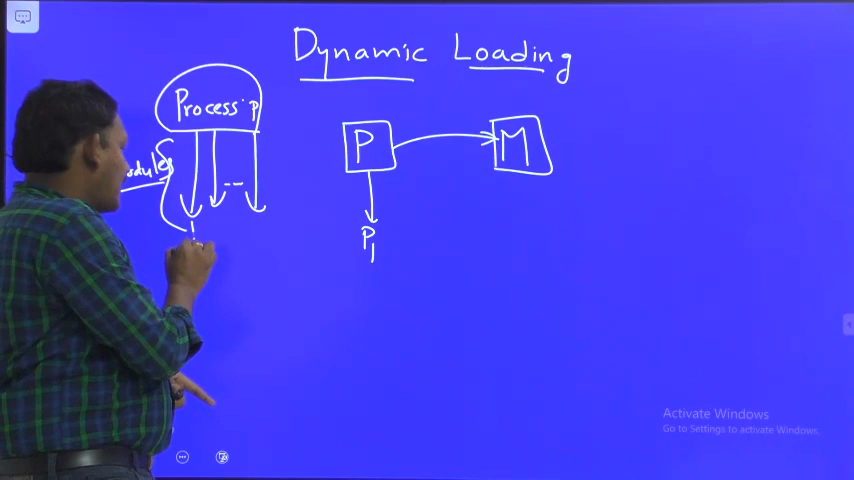 Dynamic Loading
Process P
P
M
P1
Activate Windows
Go to Settings to activate Windows.